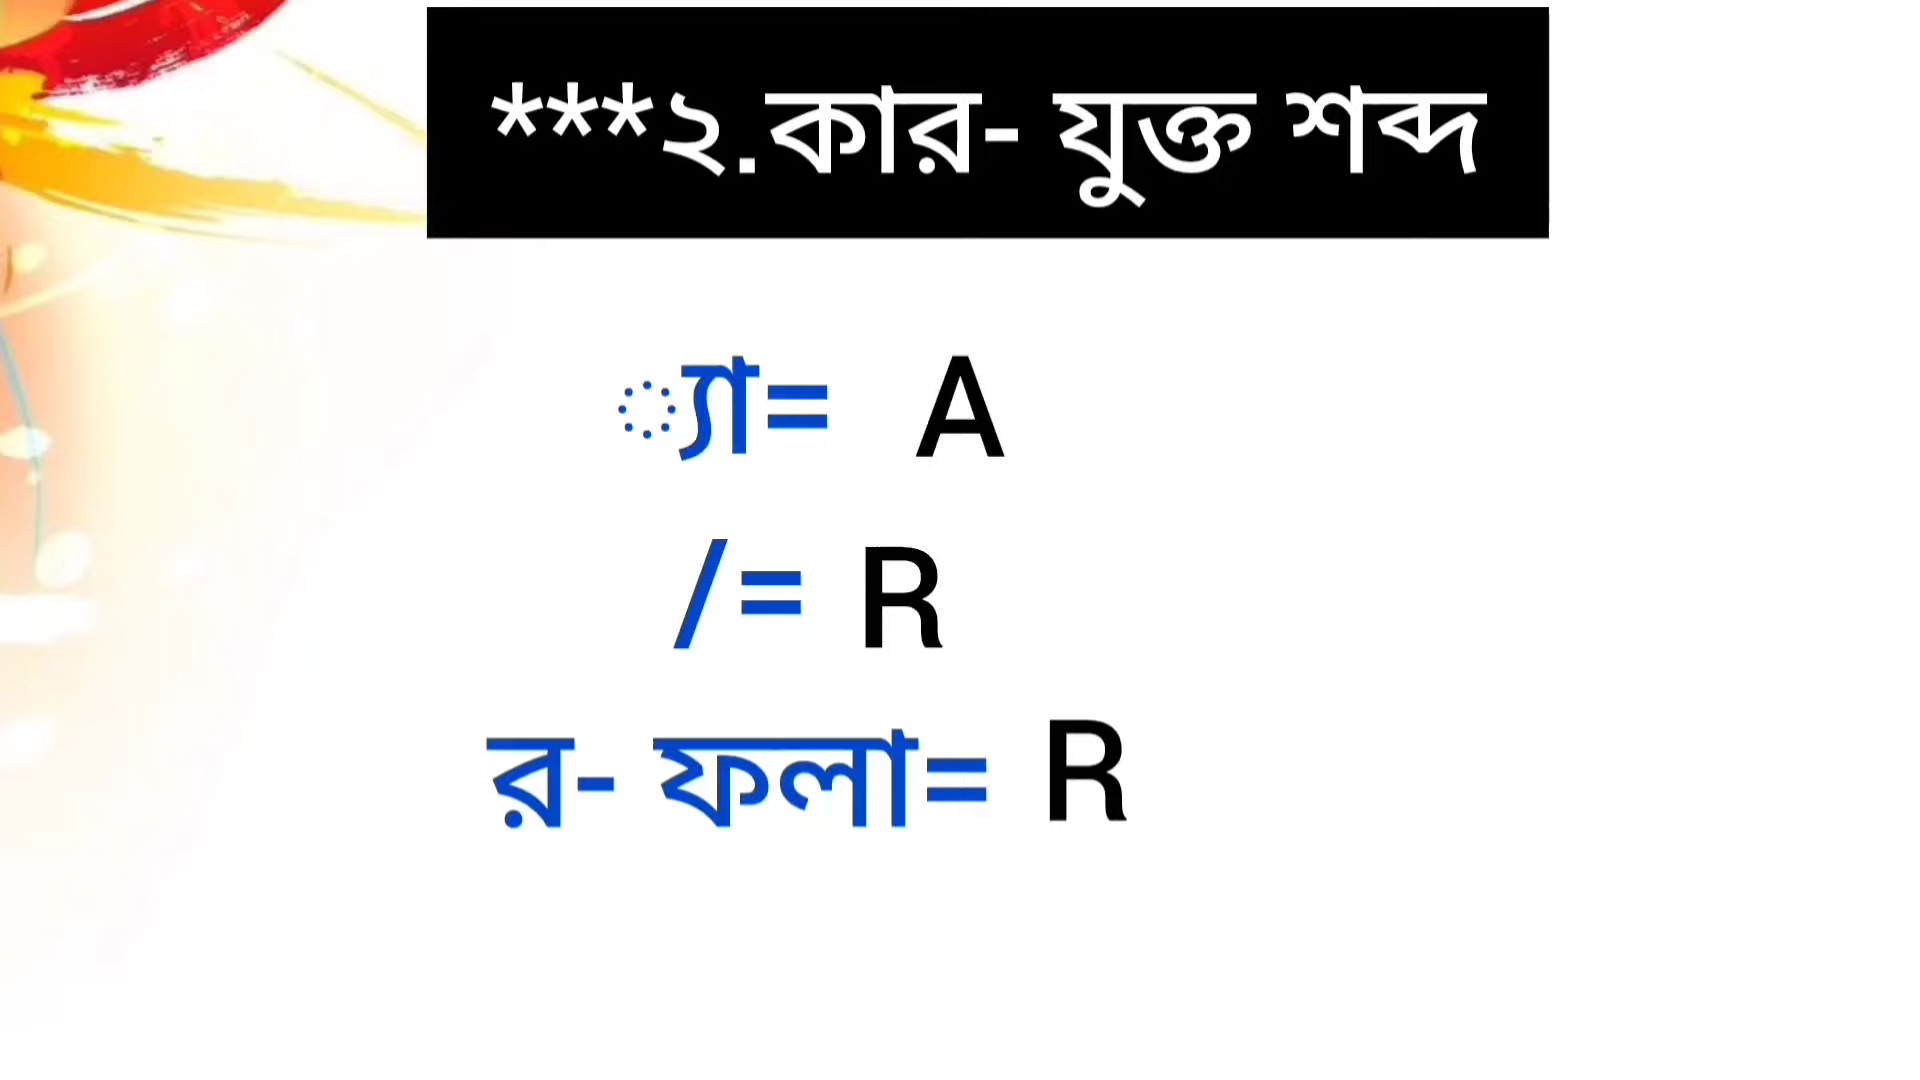 ***২.কার- যুক্ত শব্দ
্যা= A
/= R
র- ফলা= R